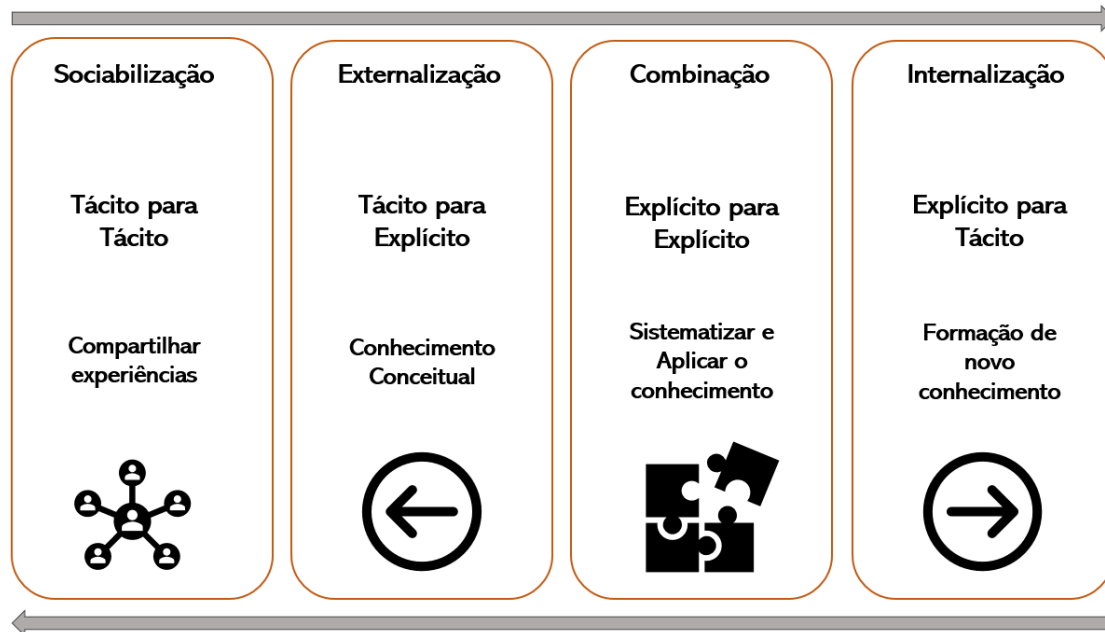 Sociabilização
Tácito para
Tácito
Compartilhar
experiências
Externalização
Tácito para
Explícito
Conhecimento
Conceitual
Combinação
Explícito para
Explícito
Sistematizar e
Aplicar o
conhecimento
Internalização
Explícito para
Tácito
Formação de
novo
conhecimento